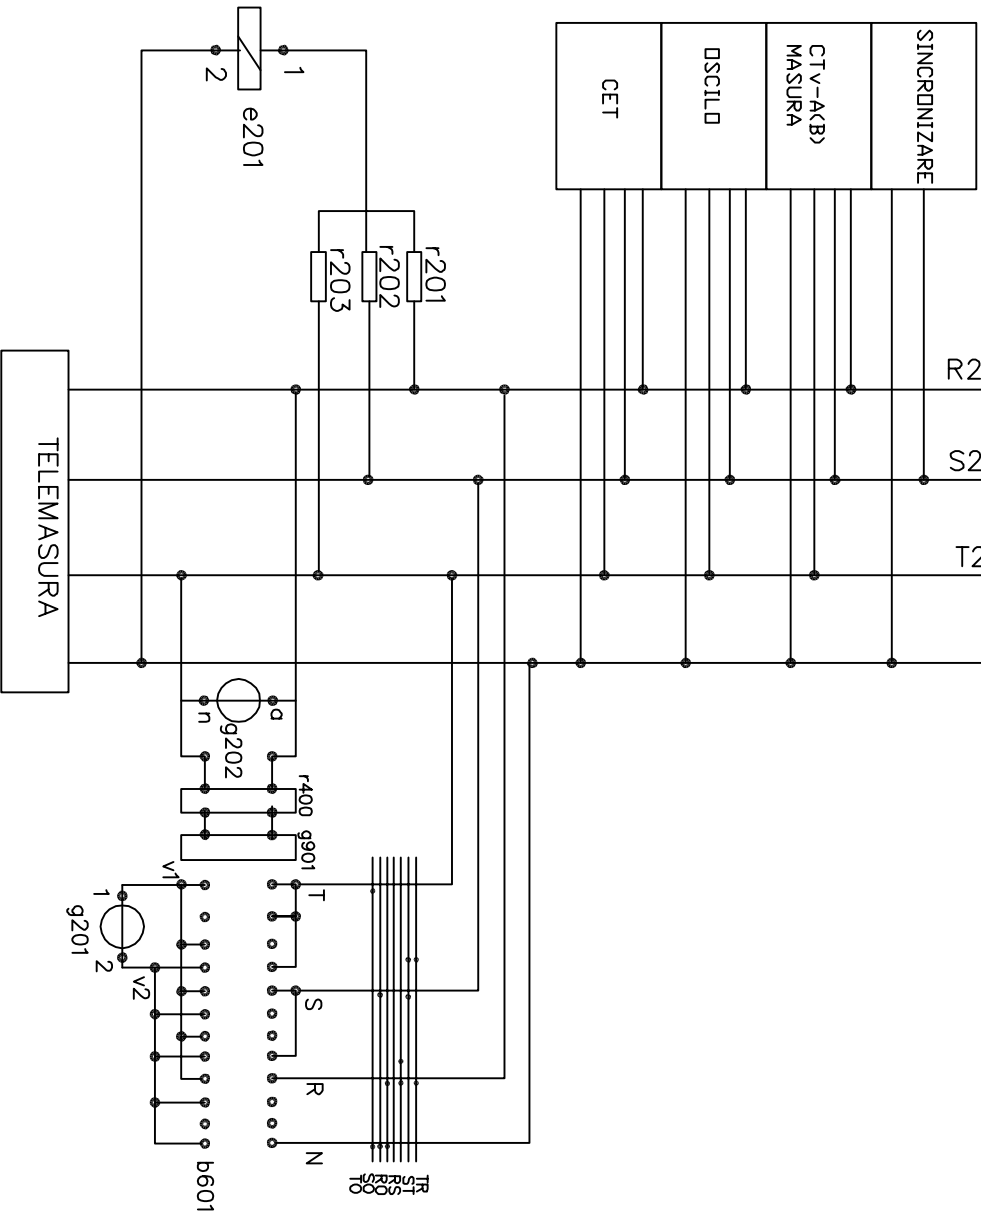 SINCRONIZARE
CTv-A(B)
MASURA
OSCILO
CET
1
2
e201
r201
r202
r203
R2
S2
T2
TELEMASURA
a
n
g202
r400
g901
v1
1
g201
2
v2
T
S
R
N
b601
TR
ST
RS
RO
SO
TO